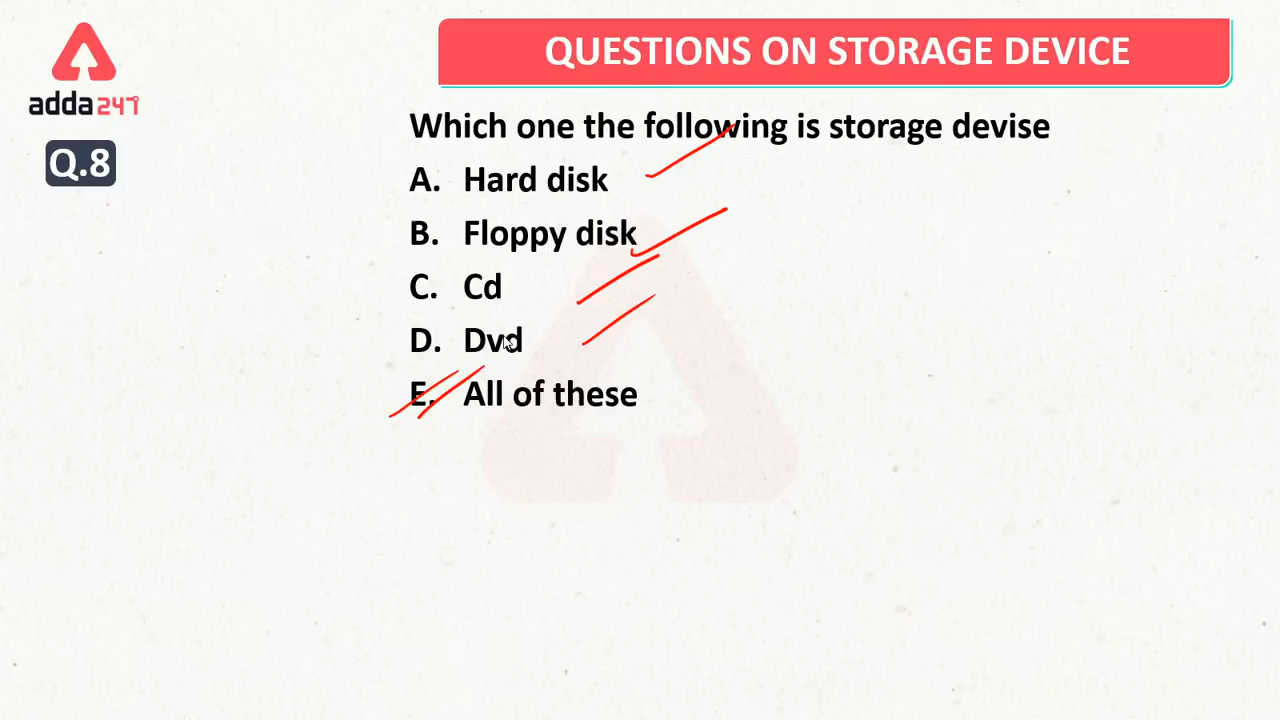 adda247
QUESTIONS ON STORAGE DEVICE
Q.8
Which one the following is storage devise
A. Hard disk
B. Floppy disk
C. Cd
D. Dvd
E. All of these